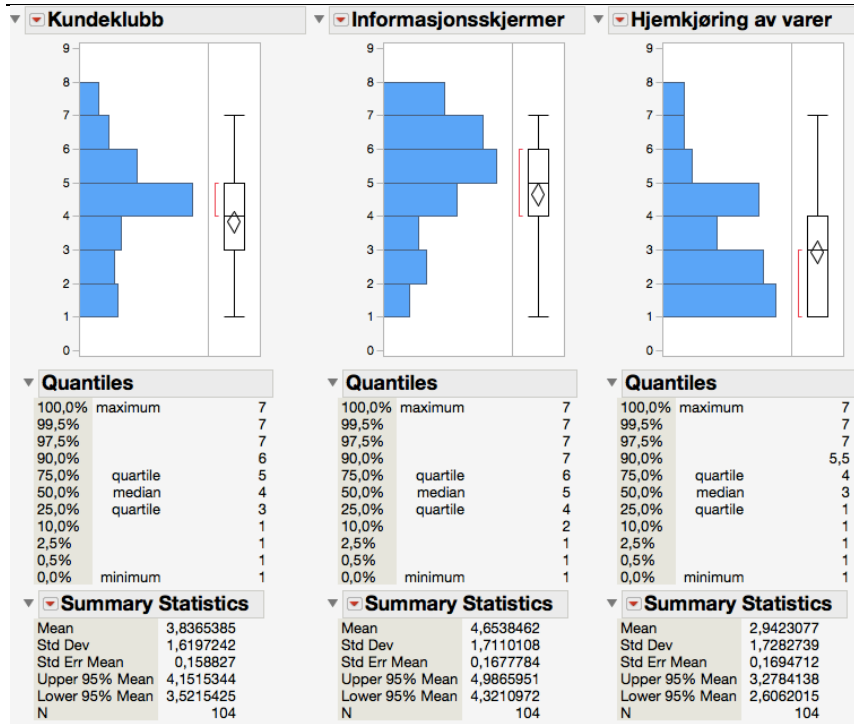 Kundeklubb
9
8
7
6
5
4
3
2
1
0
Quantiles
100,0% maximum 7
99,5% 7
97,5% 7
90,0% 6
75,0% quartile 5
50,0% median 4
25,0% quartile 3
10,0% 1
2,5% 1
0,5% 1
0,0% minimum 1
Summary Statistics
Mean 3,8365385
Std Dev 1,6197242
Std Err Mean 0,158827
Upper 95% Mean 4,1515344
Lower 95% Mean 3,5215425
N 104
Informasjonsskjermer
9
8
7
6
5
4
3
2
1
0
Quantiles
100,0% maximum 7
99,5% 7
97,5% 7
90,0% 7
75,0% quartile 6
50,0% median 5
25,0% quartile 4
10,0% 2
2,5% 1
0,5% 1
0,0% minimum 1
Summary Statistics
Mean 4,6538462
Std Dev 1,7110108
Std Err Mean 0,1677784
Upper 95% Mean 4,9865951
Lower 95% Mean 4,3210972
N 104
Hjemkjøring av varer
9
8
7
6
5
4
3
2
1
0
Quantiles
100,0% maximum 7
99,5% 7
97,5% 7
90,0% 5,5
75,0% quartile 4
50,0% median 3
25,0% quartile 1
10,0% 1
2,5% 1
0,5% 1
0,0% minimum 1
Summary Statistics
Mean 2,9423077
Std Dev 1,7282739
Std Err Mean 0,1694712
Upper 95% Mean 3,2784138
Lower 95% Mean 2,6062015
N 104